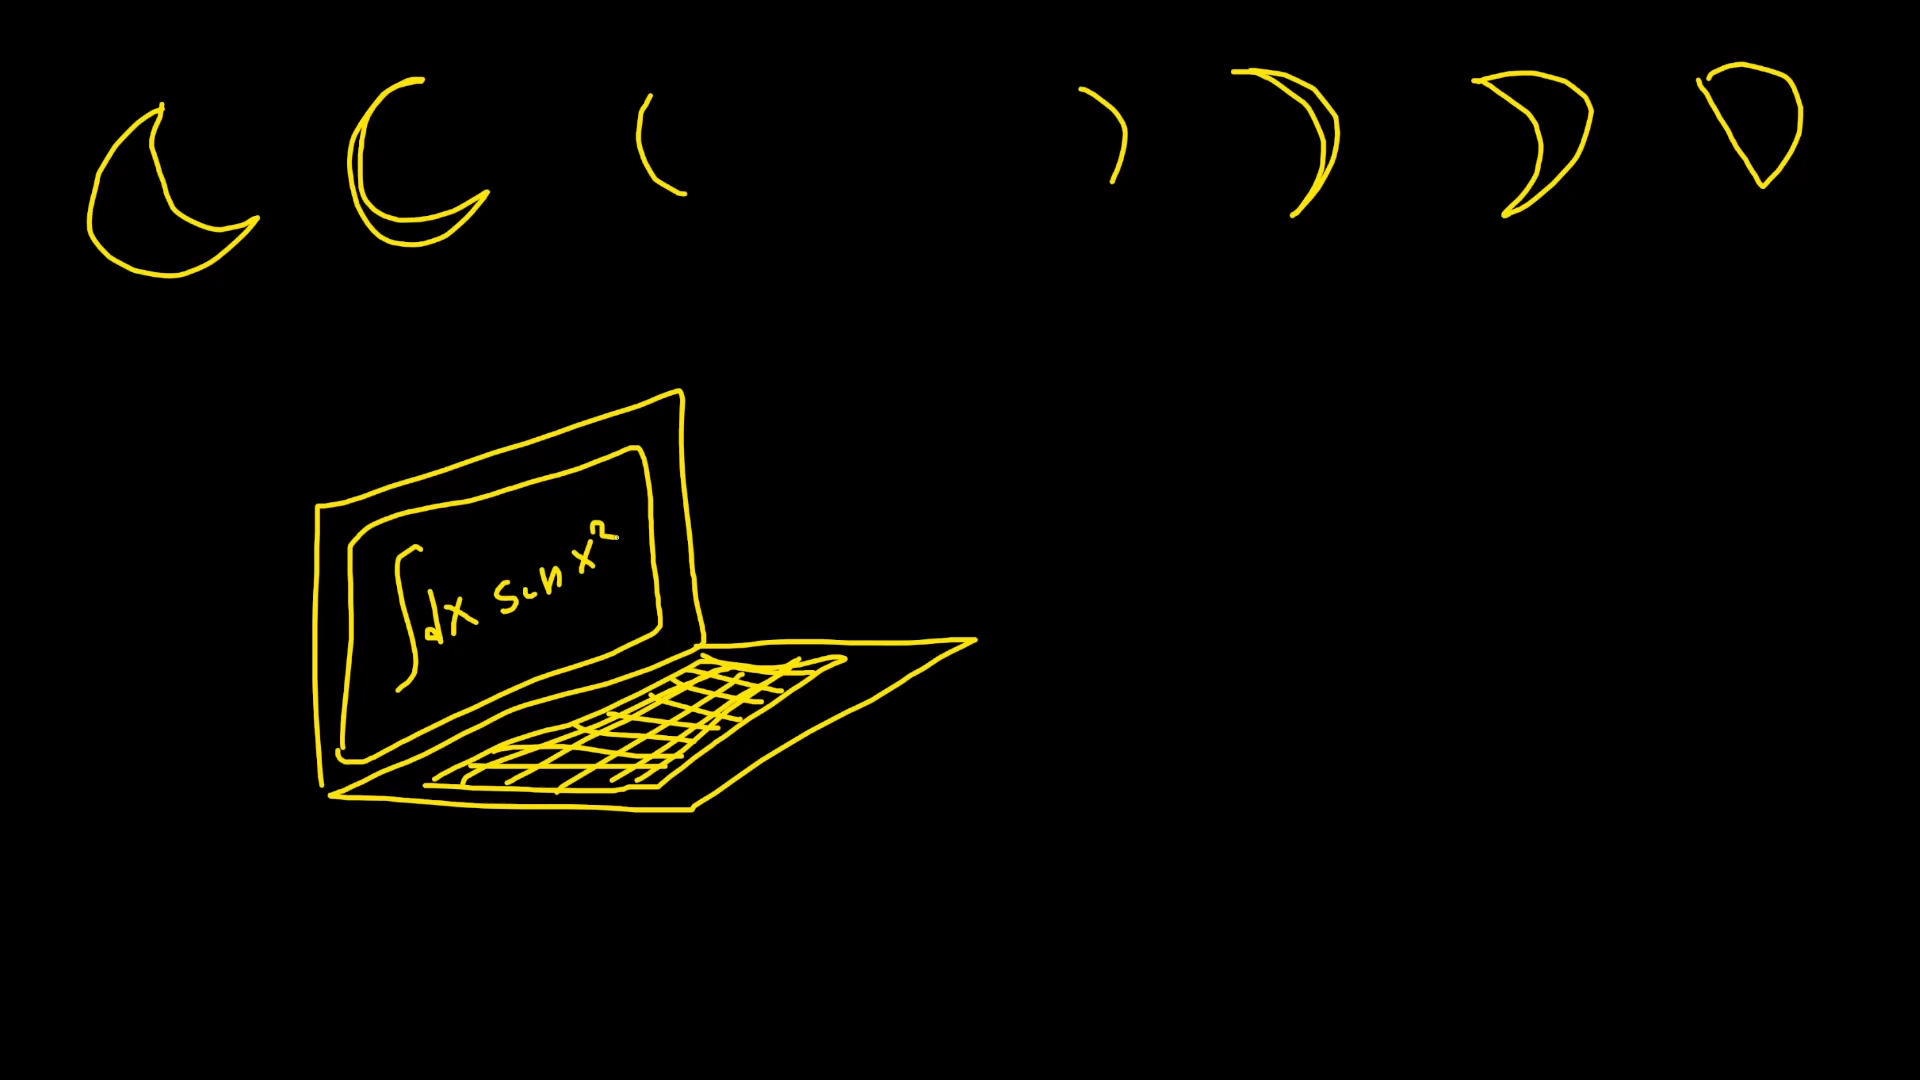 ∫dx sin x²